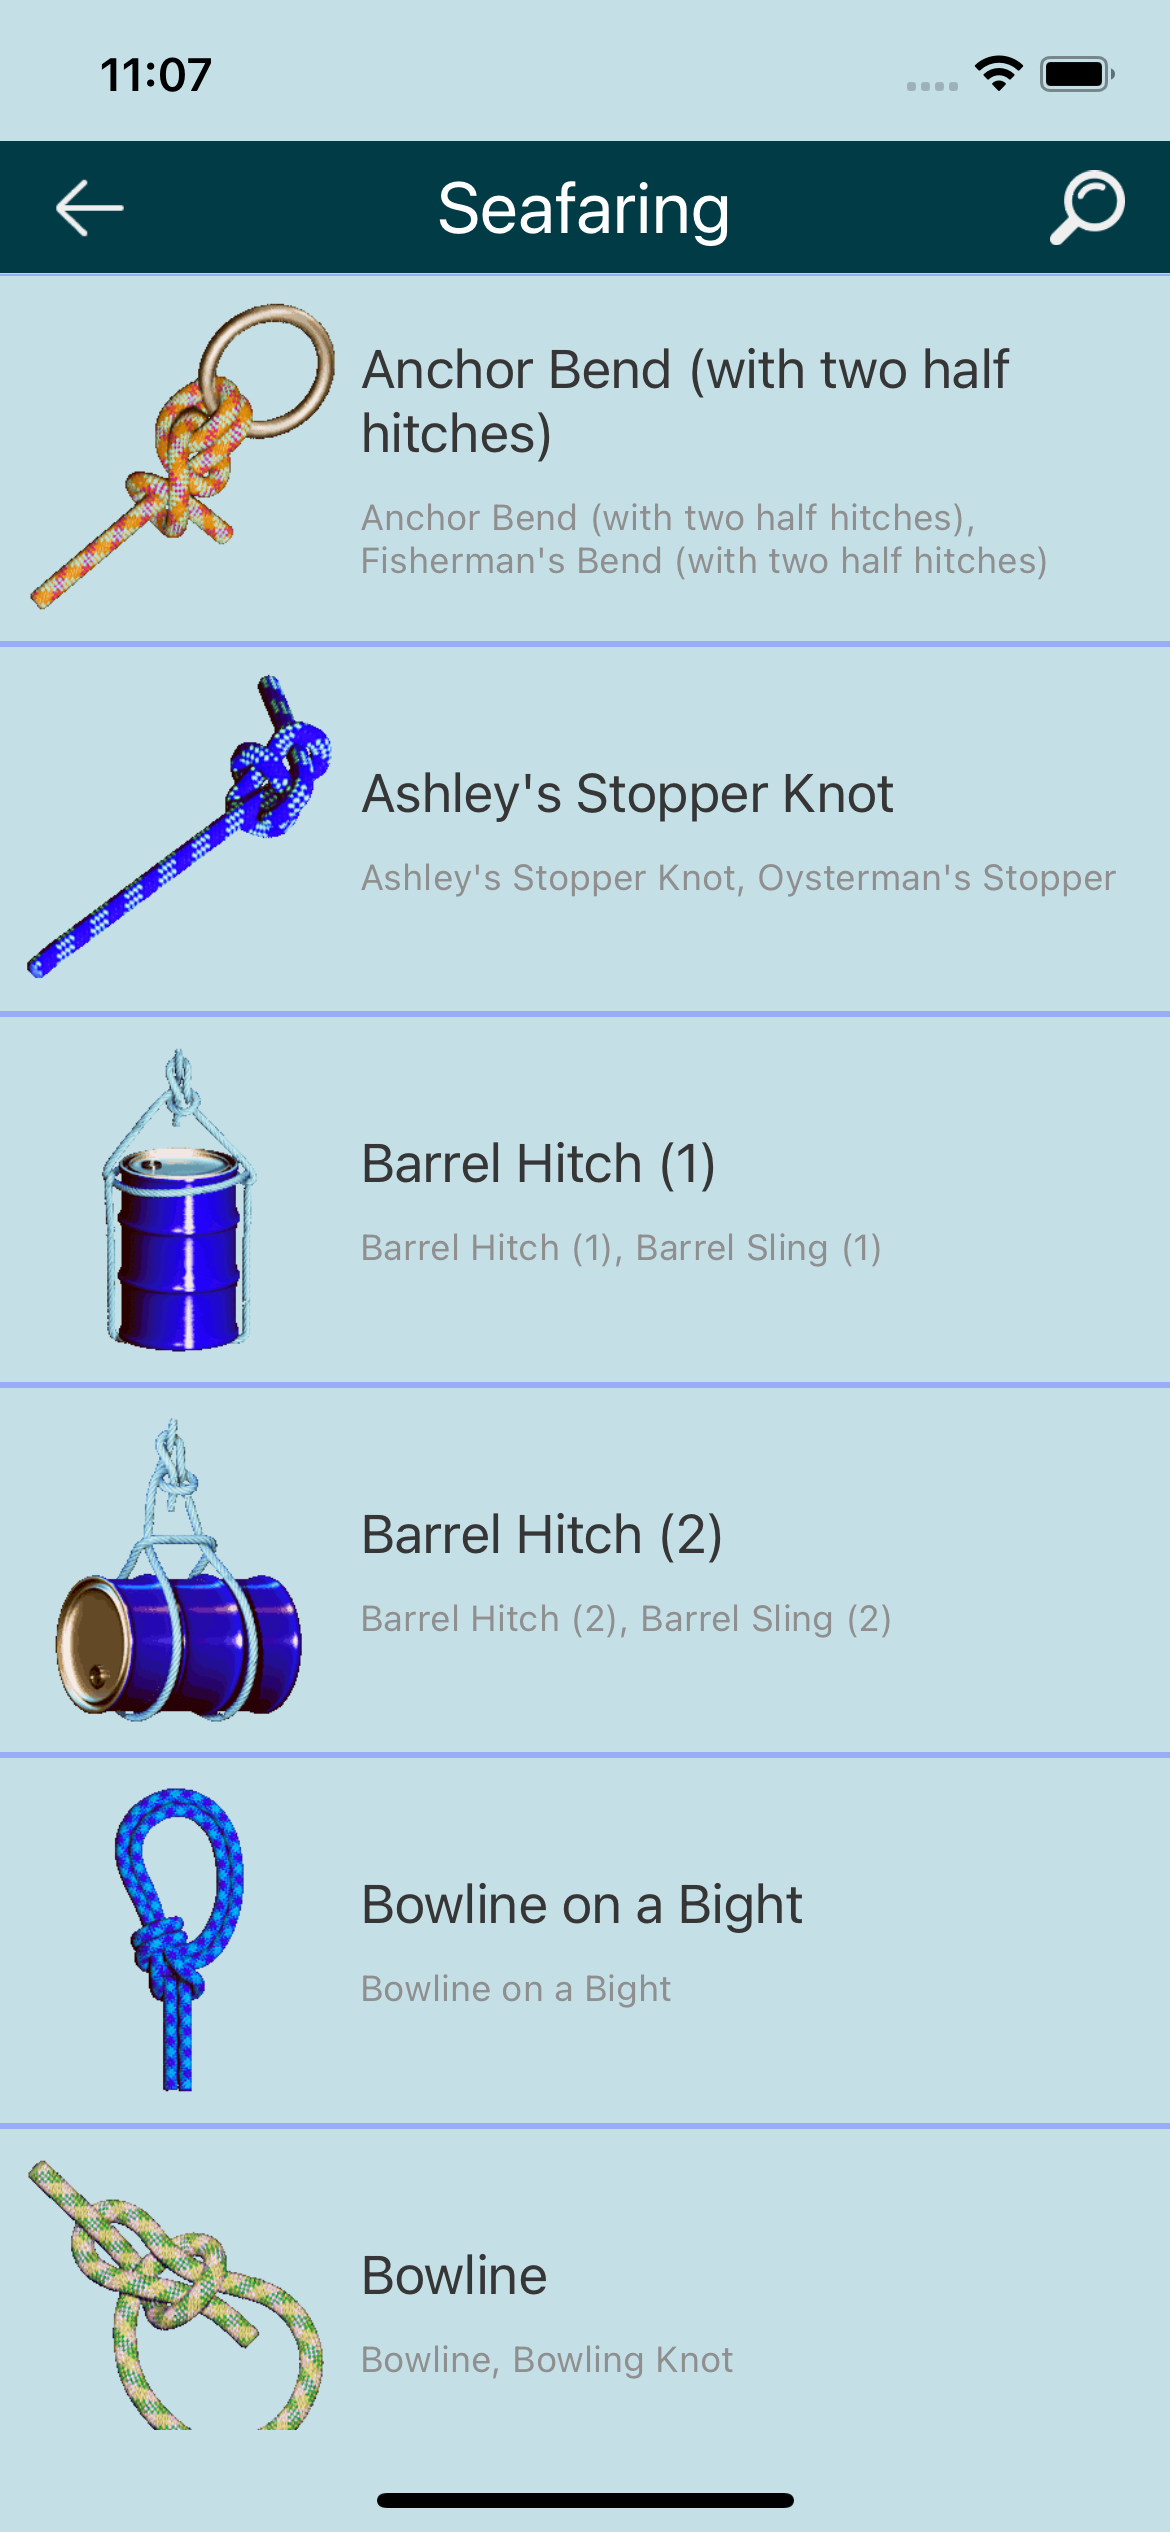 11:07
Seafaring
Anchor Bend (with two half
hitches)
Anchor Bend (with two half hitches),
Fisherman's Bend (with two half hitches)
Ashley's Stopper Knot
Ashley's Stopper Knot, Oysterman's Stopper
Barrel Hitch (1)
Barrel Hitch (1), Barrel Sling (1)
Barrel Hitch (2)
Barrel Hitch (2), Barrel Sling (2)
Bowline on a Bight
Bowline on a Bight
Bowline
Bowline, Bowling Knot